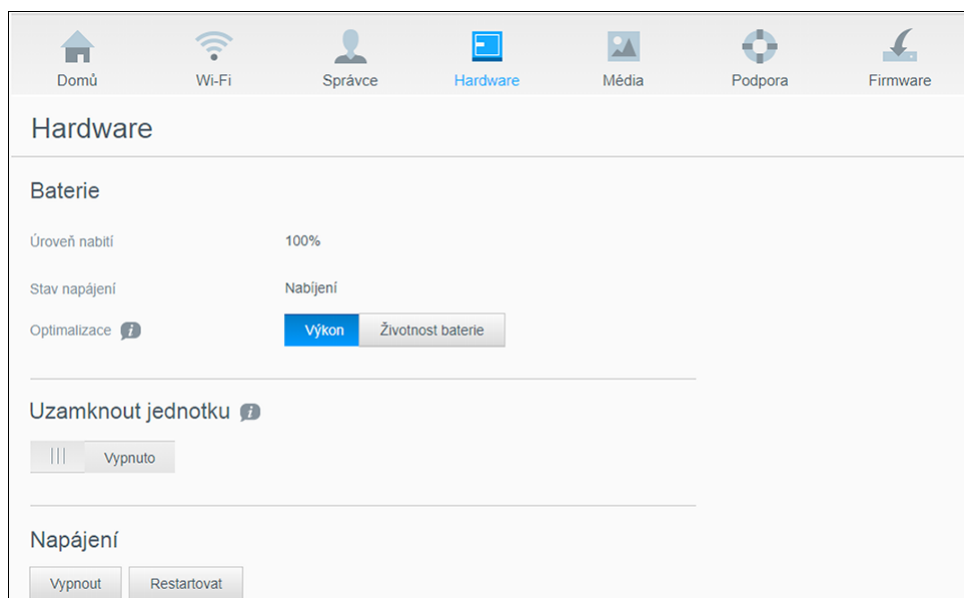 Domů Wi-Fi Správce Hardware Média Podpora Firmware
Hardware
Baterie
Úroveň nabití 100%
Stav napájení Nabíjení
Optimalizace i Výkon Životnost baterie
Uzamknout jednotku i
Vypnuto
Napájení
Vypnout Restartovat